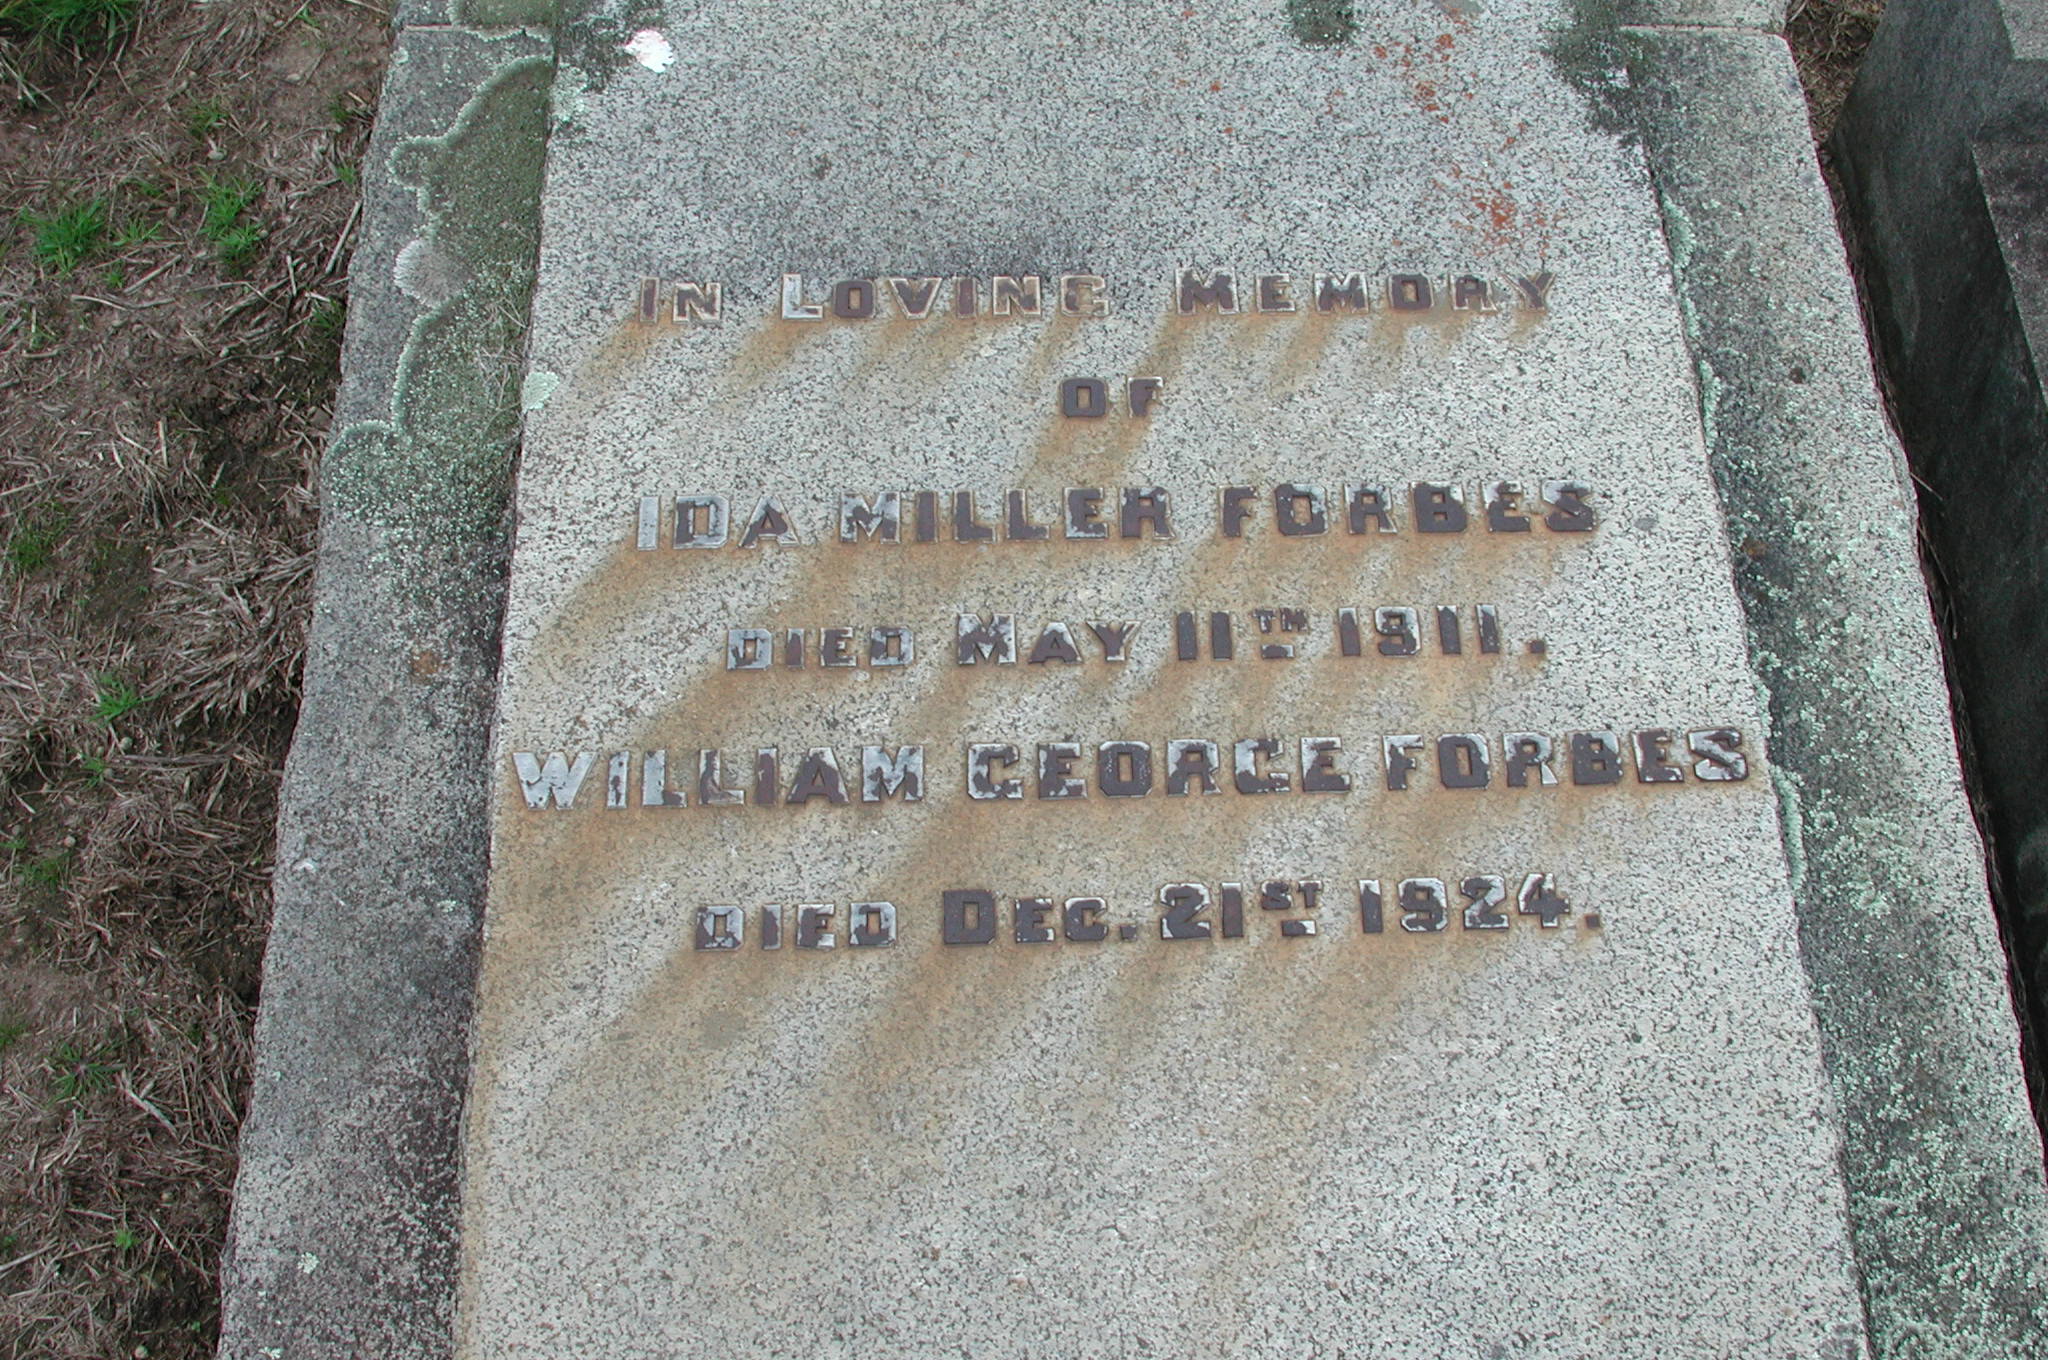 In Loving Memory
OF
IDA MILLER FORBES
DIED MAY 11TH 1911.
WILLIAM GEORGE FORBES
DIED DEC. 21ST 1924.